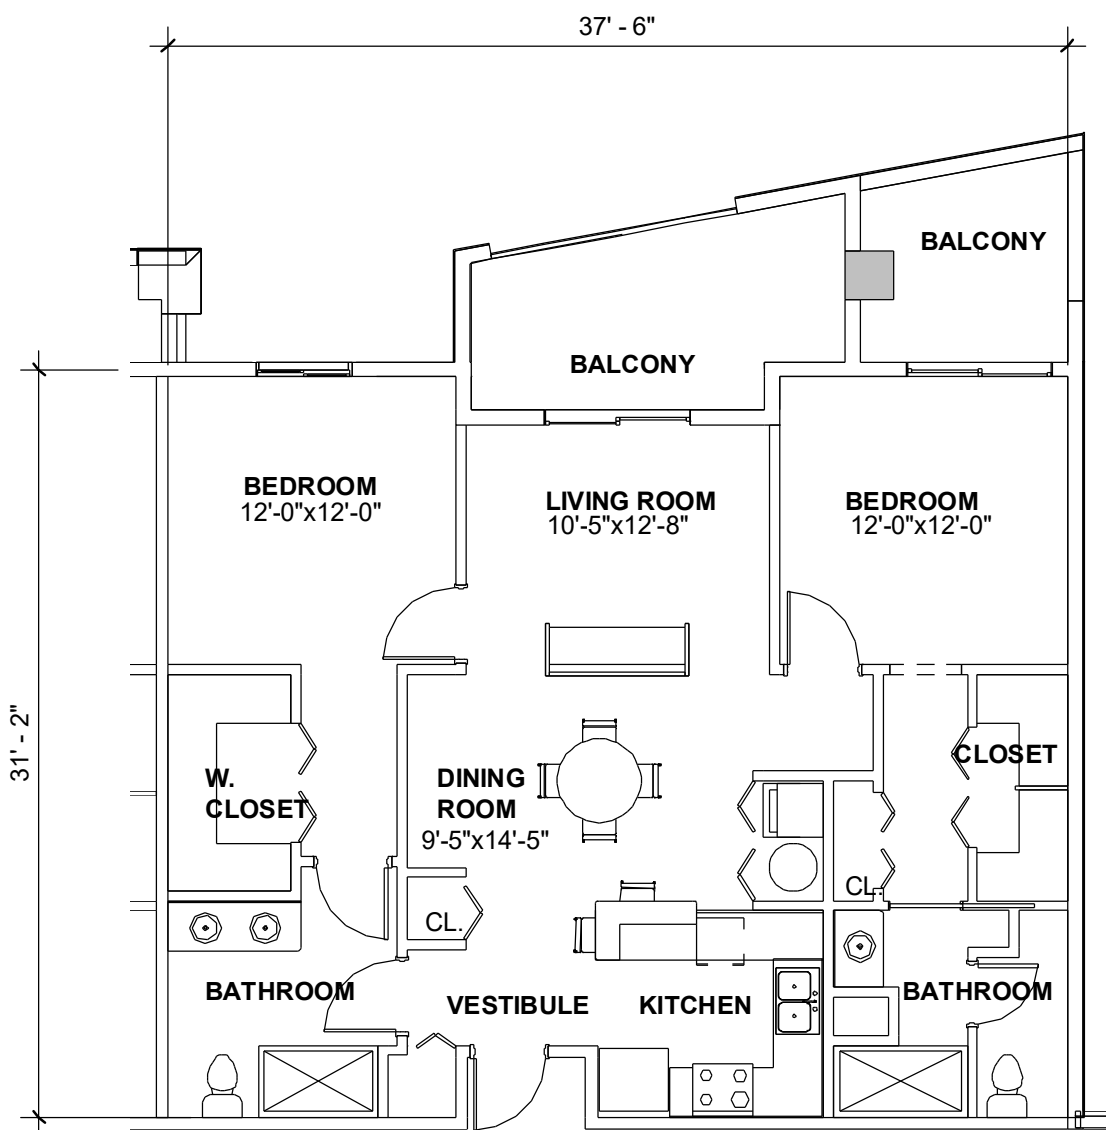 37' - 6"
BALCONY
BALCONY
BEDROOM
12'-0"x12'-0"
LIVING ROOM
10'-5"x12'-8"
BEDROOM
12'-0"x12'-0"
31' - 2"
W.
CLOSET
DINING
ROOM
9'-5"x14'-5"
CLOSET
CL.
CL.
BATHROOM
VESTIBULE
KITCHEN
BATHROOM